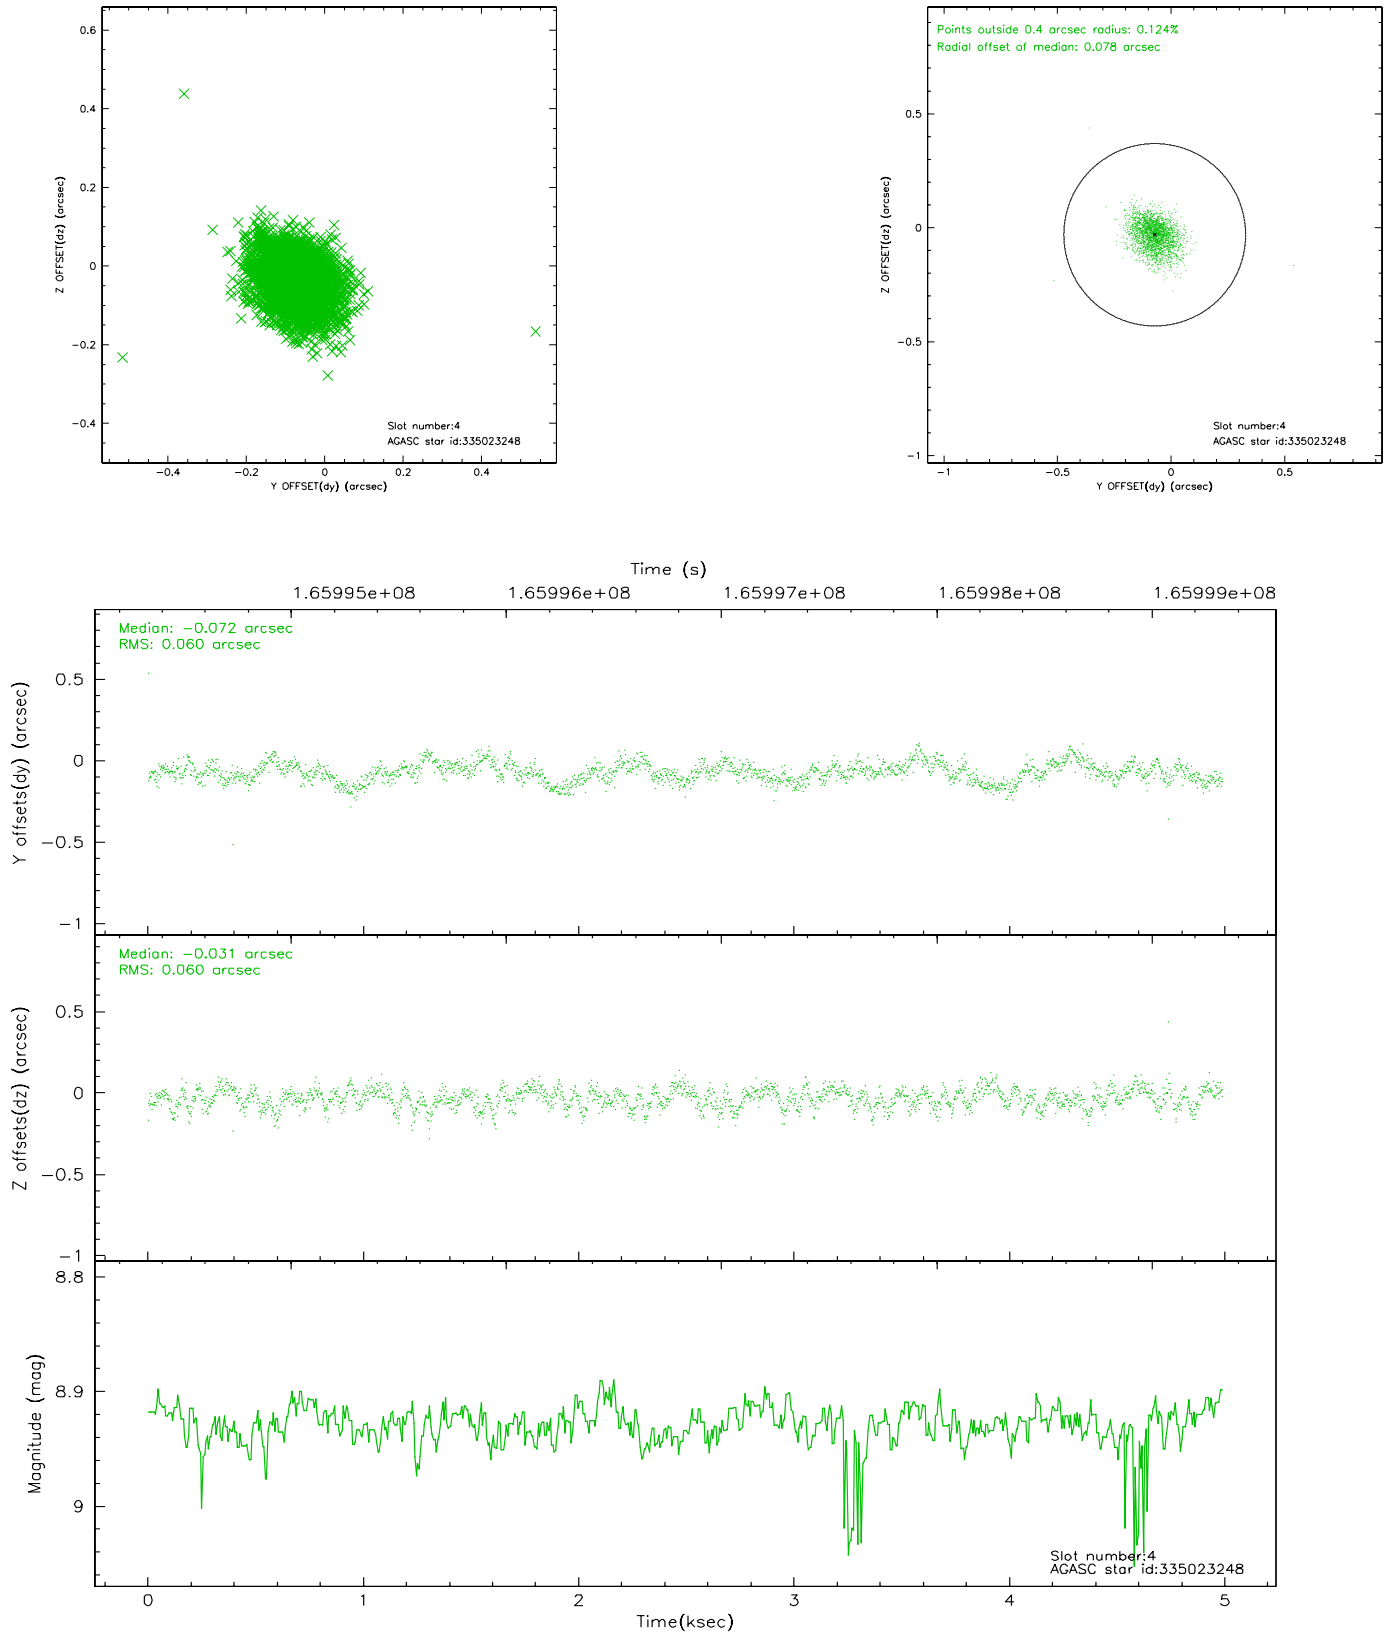 0.6
0.4
0.2
0
−0.2
−0.4
Z OFFSET(dz) (arcsec)
−0.4 −0.2 0 0.2 0.4
Y OFFSET(dy) (arcsec)
Slot number:4
AGASC star id:335023248
Points outside 0.4 arcsec radius: 0.124%
Radial offset of median: 0.078 arcsec
0.5
0
−0.5
−1
Z OFFSET(dz) (arcsec)
−1 −0.5 0 0.5
Y OFFSET(dy) (arcsec)
Slot number:4
AGASC star id:335023248
Time (s)
1.65995e+08 1.65996e+08 1.65997e+08 1.65998e+08 1.65999e+08
Median: −0.072 arcsec
RMS: 0.060 arcsec
0.5
0
−0.5
−1
Y offsets(dy) (arcsec)
Median: −0.031 arcsec
RMS: 0.060 arcsec
0.5
0
−0.5
−1
Z offsets(dz) (arcsec)
8.8
8.9
9
Magnitude (mag)
Slot number:4
AGASC star id:335023248
0 1 2 3 4 5
Time(ksec)